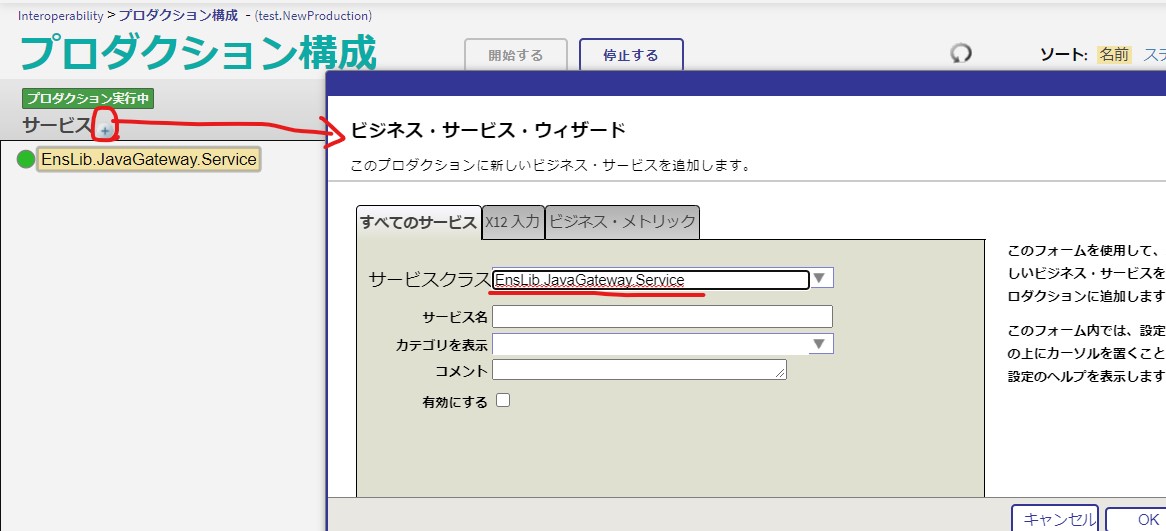 Interoperability > プロダクション構成 - (test.NewProduction)
プロダクション構成
開始する
停止する
ソート: 名前 ステ
プロダクション実行中
サービス
EnsLib.JavaGateway.Service
ビジネス・サービス・ウィザード
このプロダクションに新しいビジネス・サービスを追加します。
すべてのサービス
X12 入力
ビジネス・メトリック
サービスクラス EnsLib.JavaGateway.Service
サービス名
カテゴリを表示
コメント
有効にする
このフォームを使用して、
しいビジネス・サービスを
ロダクションに追加します
このフォーム内では、設定
の上にカーソルを置くこと
設定のヘルプを表示します
キャンセル
OK